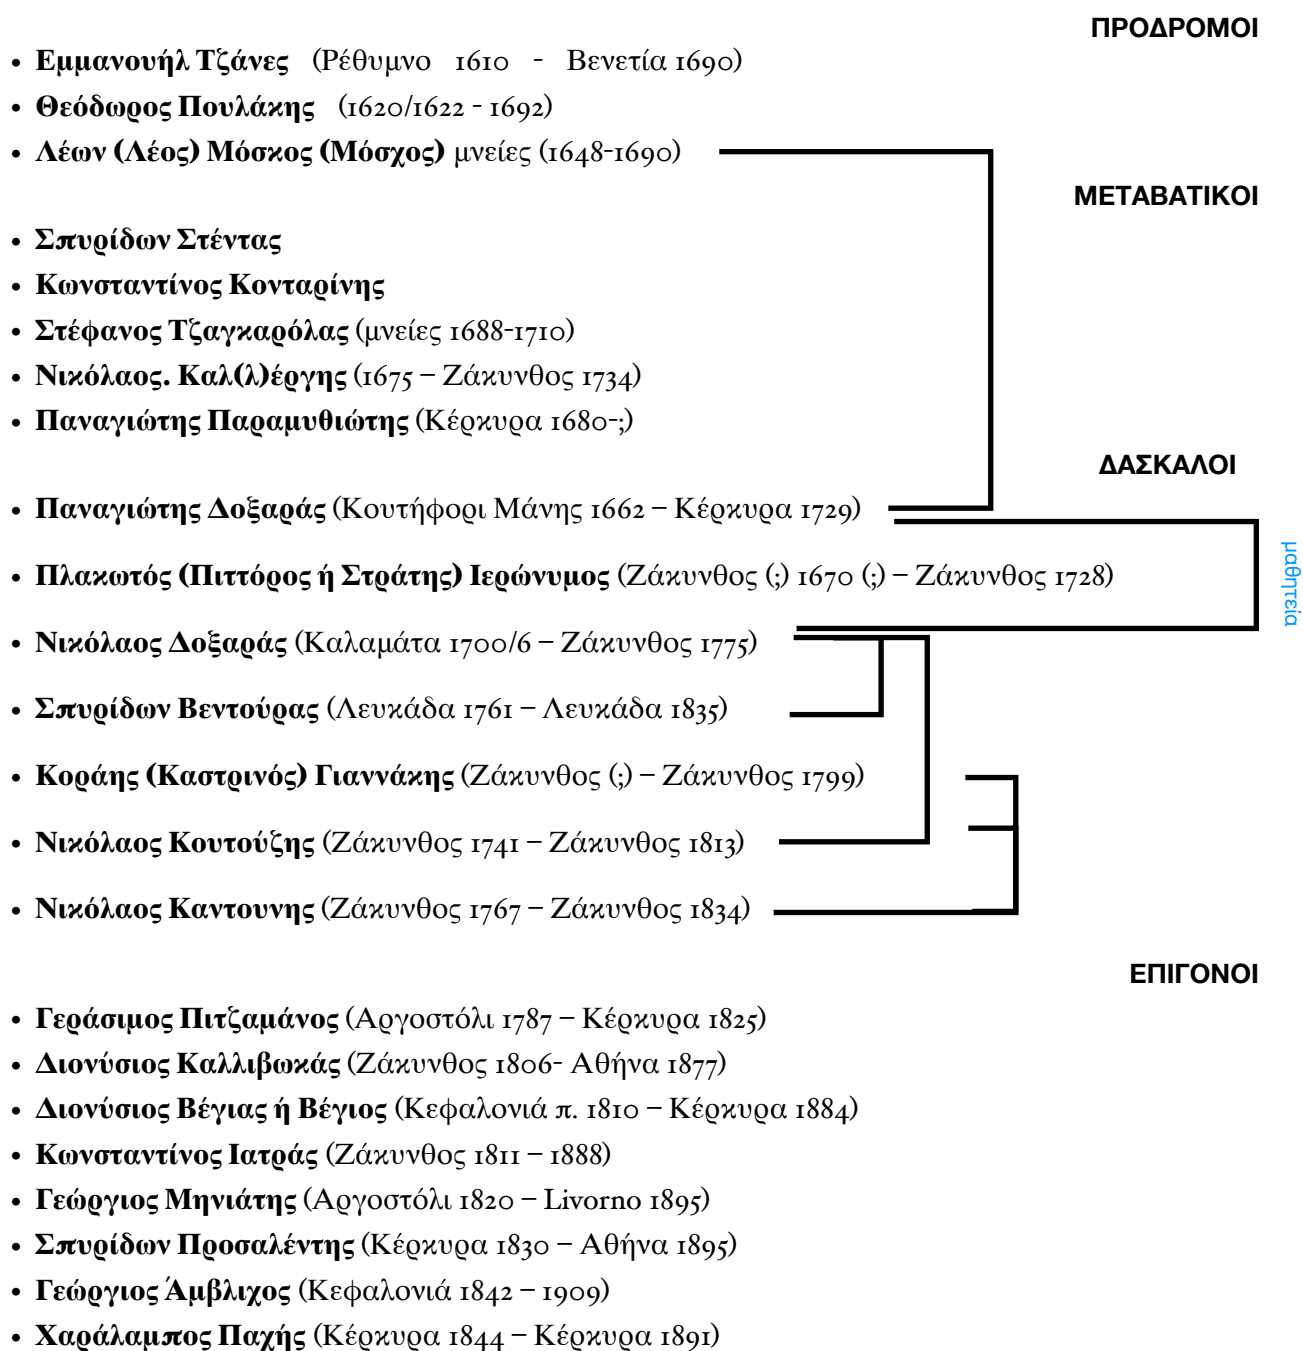 ΠΡΟΔΡΟΜΟΙ
• Εμμανουήλ Τζάνες (Ρέθυμνο 1610 - Βενετία 1690)
• Θεόδωρος Πουλάκης (1620/1622 - 1692)
• Λέων (Λέος) Μόσκος (Μόσχος) μνείες (1648-1690)
ΜΕΤΑΒΑΤΙΚΟΙ
• Σπυρίδων Στέντας
• Κωνσταντίνος Κονταρίνης
• Στέφανος Τζαγκαρόλας (μνείες 1688-1710)
• Νικόλαος. Καλ(λ)έργης (1675 – Ζάκυνθος 1734)
• Παναγιώτης Παραμυθιώτης (Κέρκυρα 1680-;)
ΔΑΣΚΑΛΟΙ
• Παναγιώτης Δοξαράς (Κουτήφορι Μάνης 1662 – Κέρκυρα 1729)
• Πλακωτός (Πιττόρος ή Στράτης) Ιερώνυμος (Ζάκυνθος (;) 1670 (;) – Ζάκυνθος 1728)
μαθητεία
• Νικόλαος Δοξαράς (Καλαμάτα 1700/6 – Ζάκυνθος 1775)
• Σπυρίδων Βεντούρας (Λευκάδα 1761 – Λευκάδα 1835)
• Κοράης (Καστρινός) Γιαννάκης (Ζάκυνθος (;) – Ζάκυνθος 1799)
• Νικόλαος Κουτούζης (Ζάκυνθος 1741 – Ζάκυνθος 1813)
• Νικόλαος Καντουνης (Ζάκυνθος 1767 – Ζάκυνθος 1834)
ΕΠΙΓΟΝΟΙ
• Γεράσιμος Πιτζαμάνος (Αργοστόλι 1787 – Κέρκυρα 1825)
• Διονύσιος Καλλιβωκάς (Ζάκυνθος 1806- Αθήνα 1877)
• Διονύσιος Βέγιας ή Βέγιος (Κεφαλονιά π. 1810 – Κέρκυρα 1884)
• Κωνσταντίνος Ιατράς (Ζάκυνθος 1811 – 1888)
• Γεώργιος Μηνιάτης (Αργοστόλι 1820 – Livorno 1895)
• Σπυρίδων Προσαλέντης (Κέρκυρα 1830 – Αθήνα 1895)
• Γεώργιος Άμβλιχος (Κεφαλονιά 1842 – 1909)
• Χαράλαμπος Παχής (Κέρκυρα 1844 – Κέρκυρα 1891)